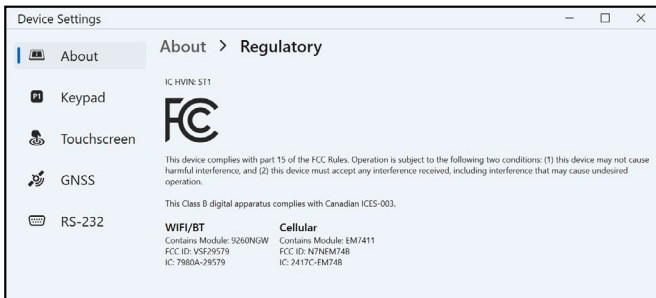 Device Settings
About
Keypad
Touchscreen
GNSS
RS-232
About > Regulatory
IC HVIN: ST1
FC
This device complies with part 15 of the FCC Rules. Operation is subject to the following two conditions: (1) this device may not cause
harmful interference, and (2) this device must accept any interference received, including interference that may cause undesired
operation.
This Class B digital apparatus complies with Canadian ICES-003.
WIFI/BT
Contains Module: 9260NGW
FCC ID: VSF29579
IC: 7980A-29579
Cellular
Contains Module: EM7411
FCC ID: N7NEM74B
IC: 2417C-EM74B